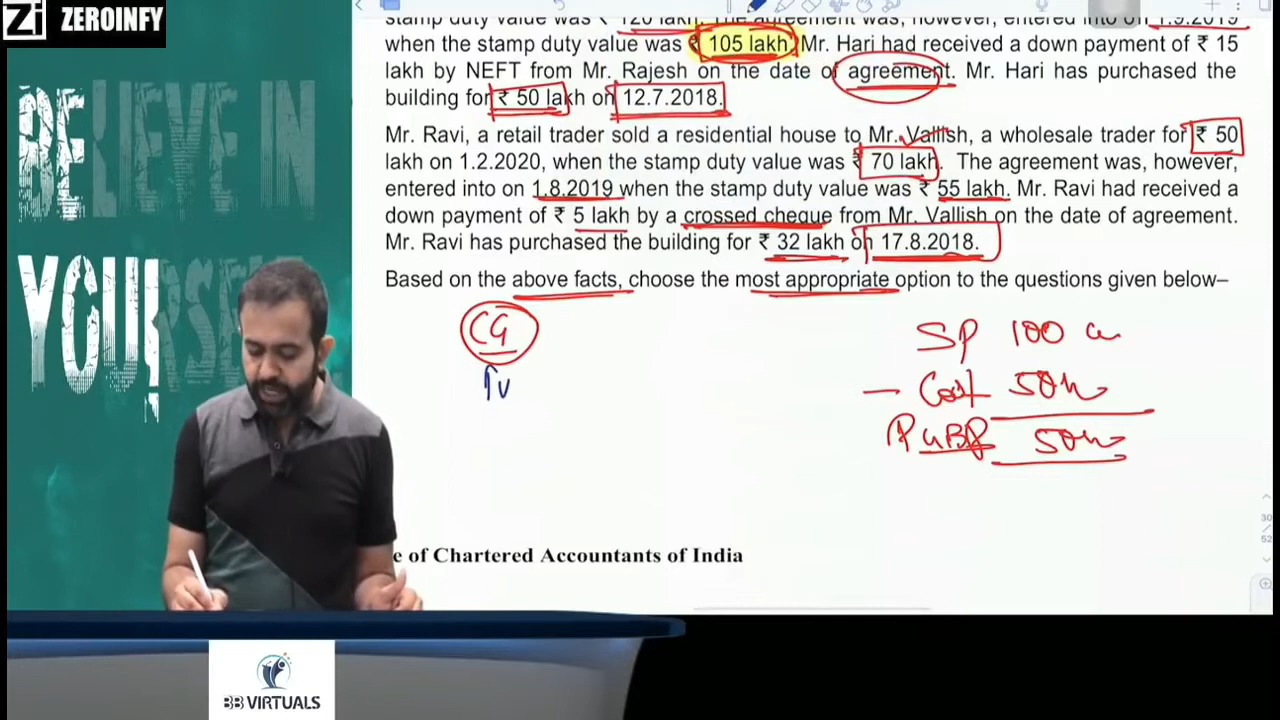 Zi ZEROINFY
BELIEVE IN
YOURSELF
stamp duty value was ₹ 120 lakh. The agreement was, however, entered into on 1.9.2019
when the stamp duty value was ₹ 105 lakh. Mr. Hari had received a down payment of ₹ 15
lakh by NEFT from Mr. Rajesh on the date of agreement. Mr. Hari has purchased the
building for ₹ 50 lakh on 12.7.2018.
Mr. Ravi, a retail trader sold a residential house to Mr. Vallish, a wholesale trader for ₹ 50
lakh on 1.2.2020, when the stamp duty value was ₹ 70 lakh. The agreement was, however,
entered into on 1.8.2019 when the stamp duty value was ₹ 55 lakh. Mr. Ravi had received a
down payment of ₹ 5 lakh by a crossed cheque from Mr. Vallish on the date of agreement.
Mr. Ravi has purchased the building for ₹ 32 lakh on 17.8.2018.
Based on the above facts, choose the most appropriate option to the questions given below–
CG
SP 100
– Cost 50
PGBP 50
e of Chartered Accountants of India
30
52
BB VIRTUALS